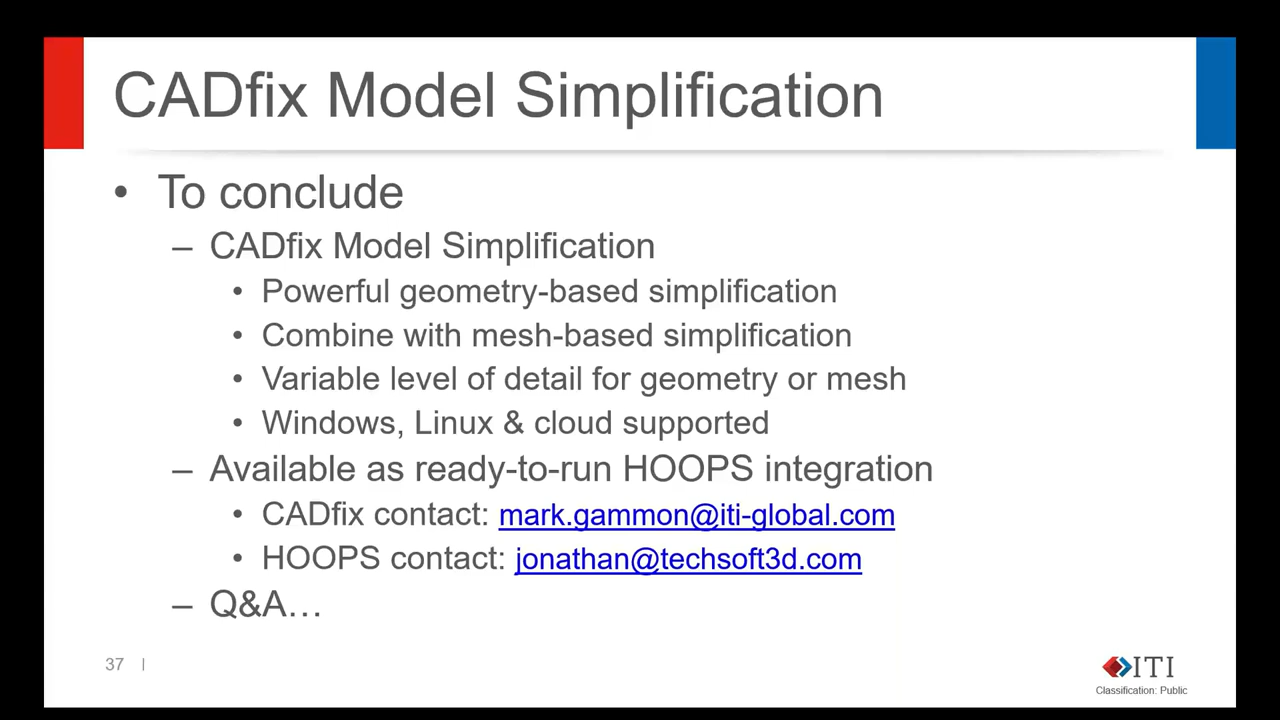 CADfix Model Simplification
• To conclude
– CADfix Model Simplification
• Powerful geometry-based simplification
• Combine with mesh-based simplification
• Variable level of detail for geometry or mesh
• Windows, Linux & cloud supported
– Available as ready-to-run HOOPS integration
• CADfix contact: mark.gammon@iti-global.com
• HOOPS contact: jonathan@techsoft3d.com
– Q&A…
37 |
ITI
Classification: Public